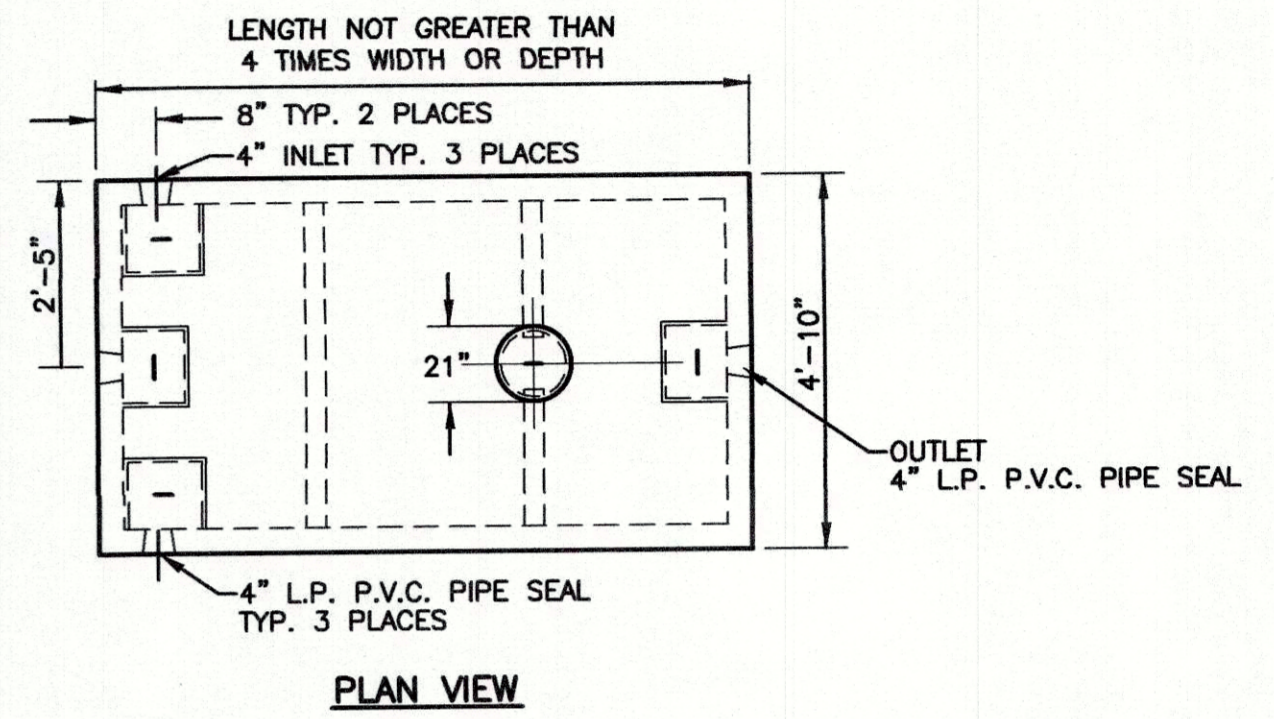 LENGTH NOT GREATER THAN
4 TIMES WIDTH OR DEPTH
8" TYP. 2 PLACES
4" INLET TYP. 3 PLACES
2'-5"
21"
4'-10"
OUTLET
4" L.P. P.V.C. PIPE SEAL
4" L.P. P.V.C. PIPE SEAL
TYP. 3 PLACES
PLAN VIEW